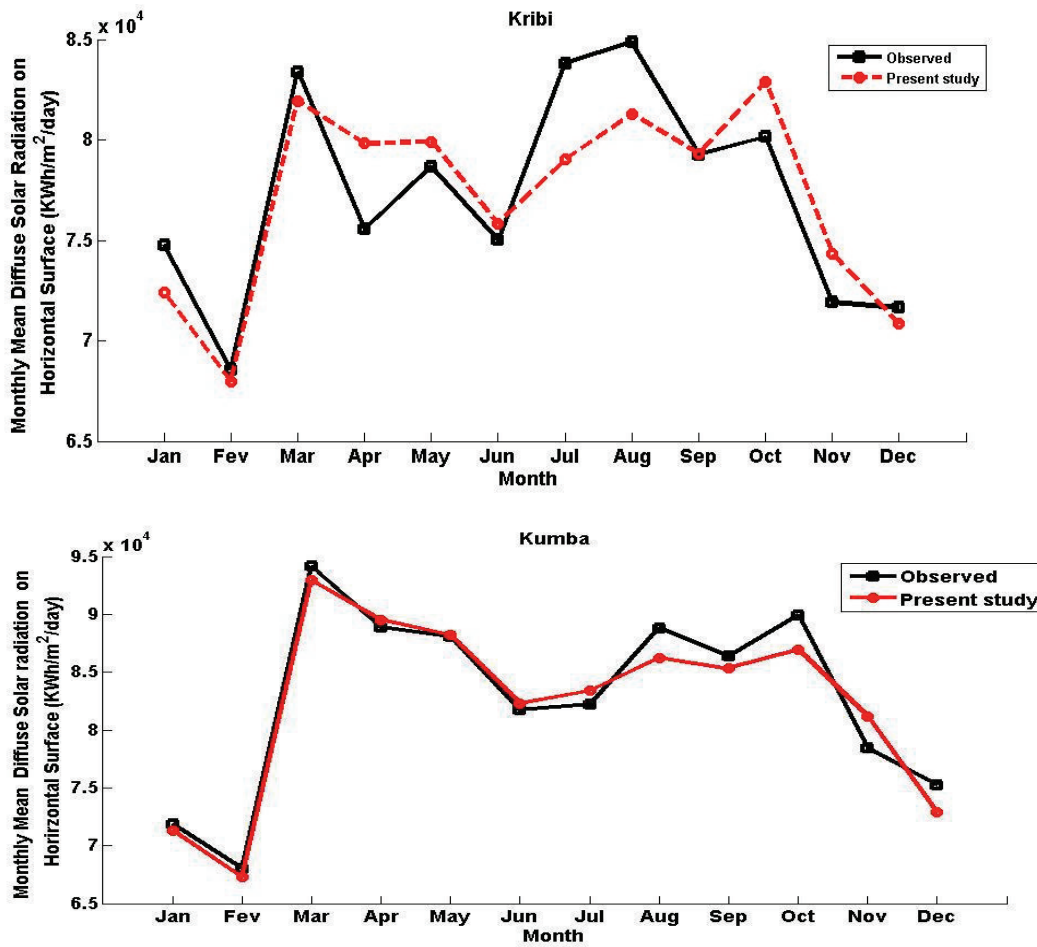 Kribi
x 10^4
Observed
Present study
Monthly Mean Diffuse Solar Radiation on
Horizontal Surface (KWh/m^2/day)
8.5
8
7.5
7
6.5
Jan Fev Mar Apr May Jun Jul Aug Sep Oct Nov Dec
Month
Kumba
x 10^4
Observed
Present study
Monthly Mean Diffuse Solar radiation on
Horirzontal Surface (KWh/m^2/day)
9.5
9
8.5
8
7.5
7
6.5
Jan Fev Mar Apr May Jun Jul Aug Sep Oct Nov Dec
Month